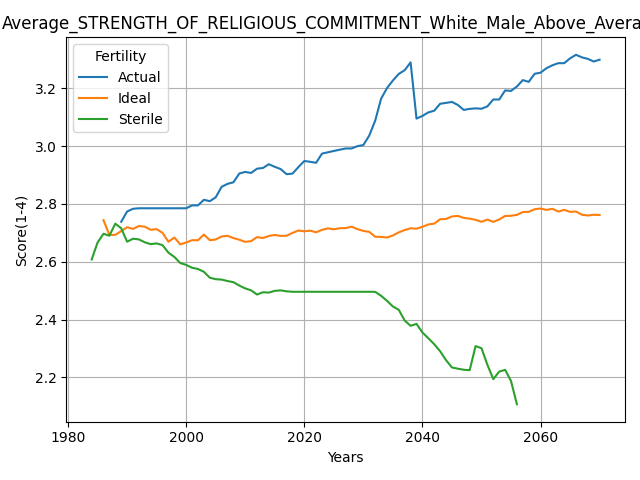 Average_STRENGTH_OF_RELIGIOUS_COMMITMENT_White_Male_Above_Avera
Fertility
Actual
Ideal
Sterile
Score(1-4)
3.2
3.0
2.8
2.6
2.4
2.2
1980 2000 2020 2040 2060
Years